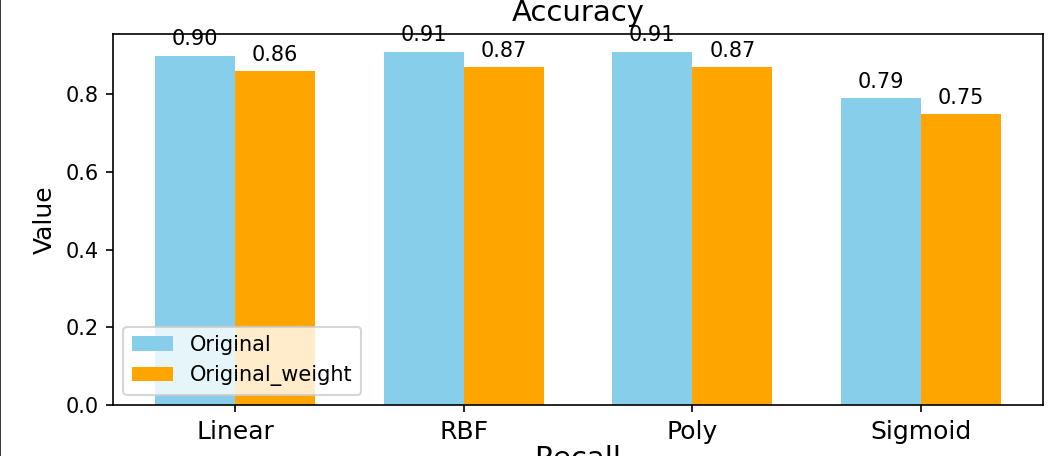 Accuracy
0.90
0.86
0.91
0.87
0.91
0.87
0.79
0.75
Value
0.8
0.6
0.4
0.2
0.0
Original
Original_weight
Linear
RBF
Poly
Sigmoid
Recall